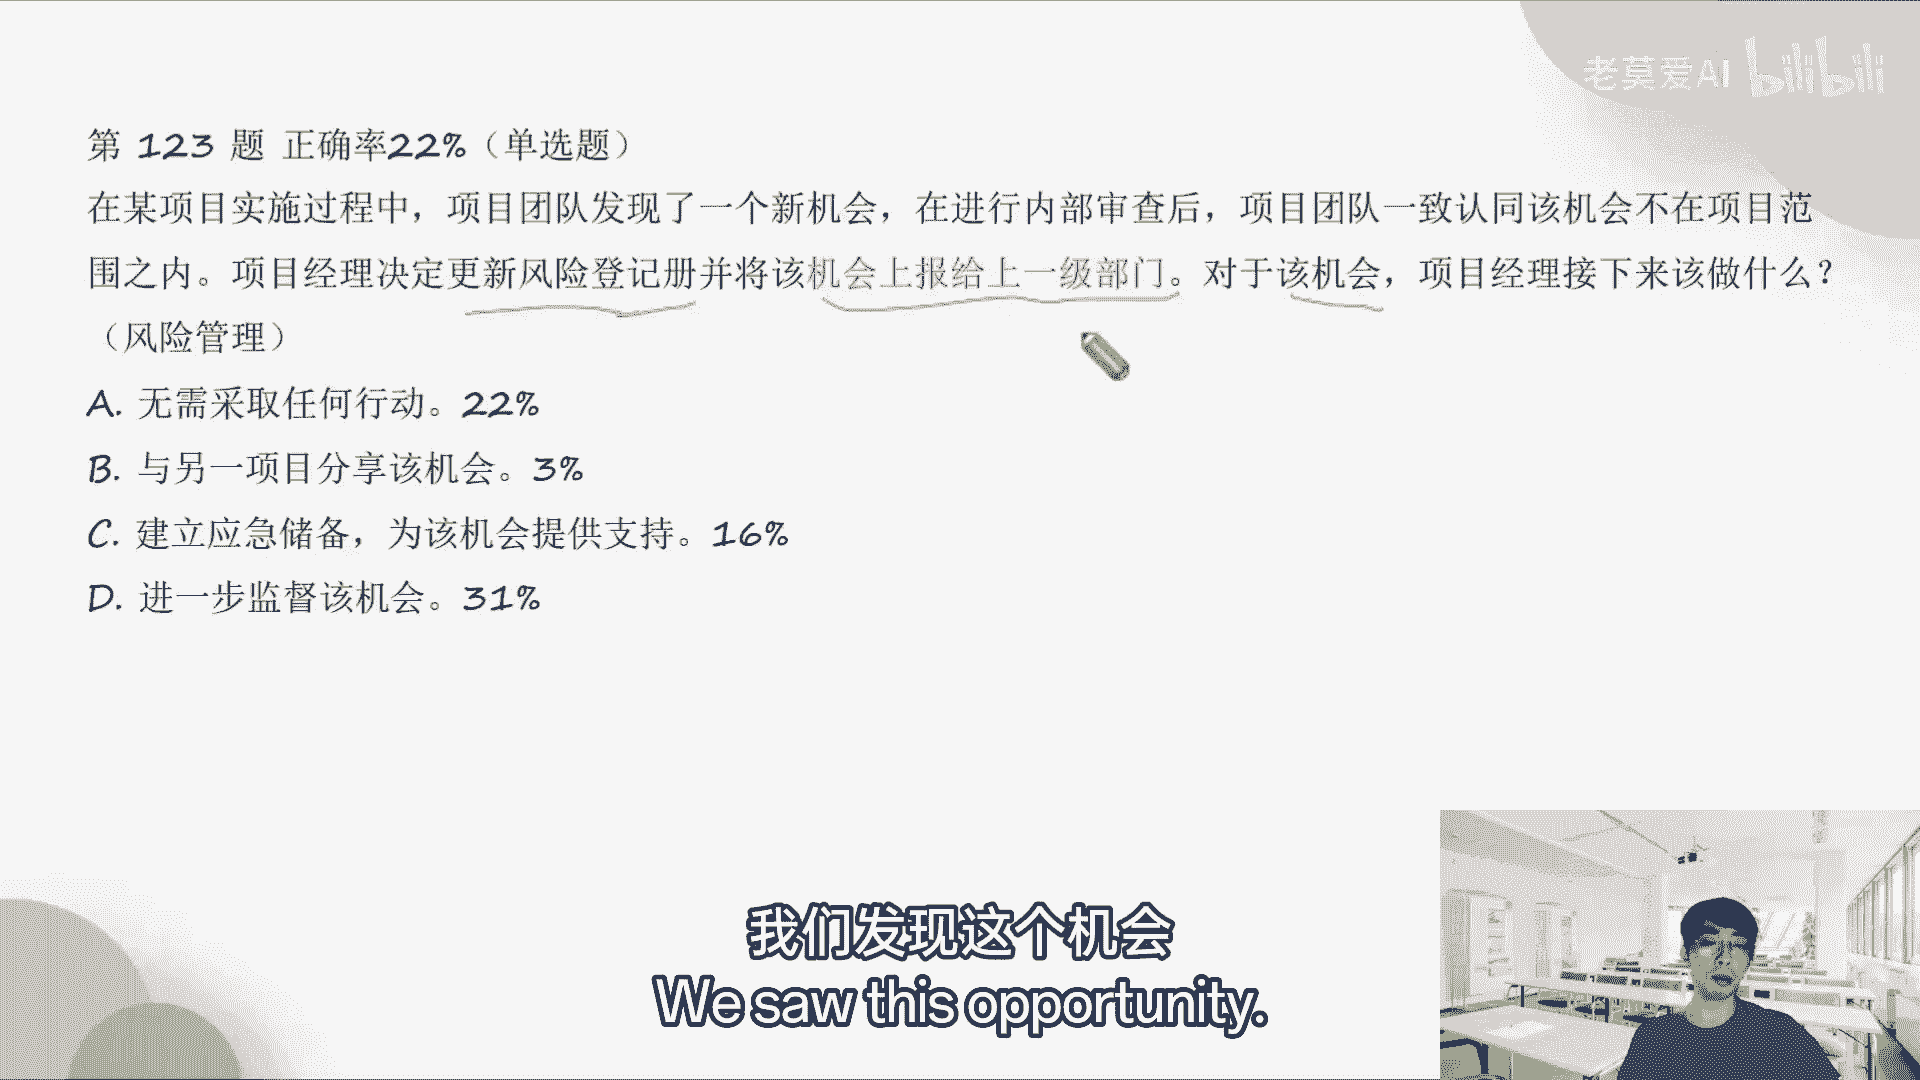 老莫爱AI bilibili
第 123 题 正确率22%（单选题）
在某项目实施过程中，项目团队发现了一个新机会，在进行内部审查后，项目团队一致认同该机会不在项目范
围之内。项目经理决定更新风险登记册并将该机会上报给上一级部门。对于该机会，项目经理接下来该做什么？
（风险管理）
A. 无需采取任何行动。22%
B. 与另一项目分享该机会。3%
C. 建立应急储备，为该机会提供支持。16%
D. 进一步监督该机会。31%
我们发现这个机会
We saw this opportunity.